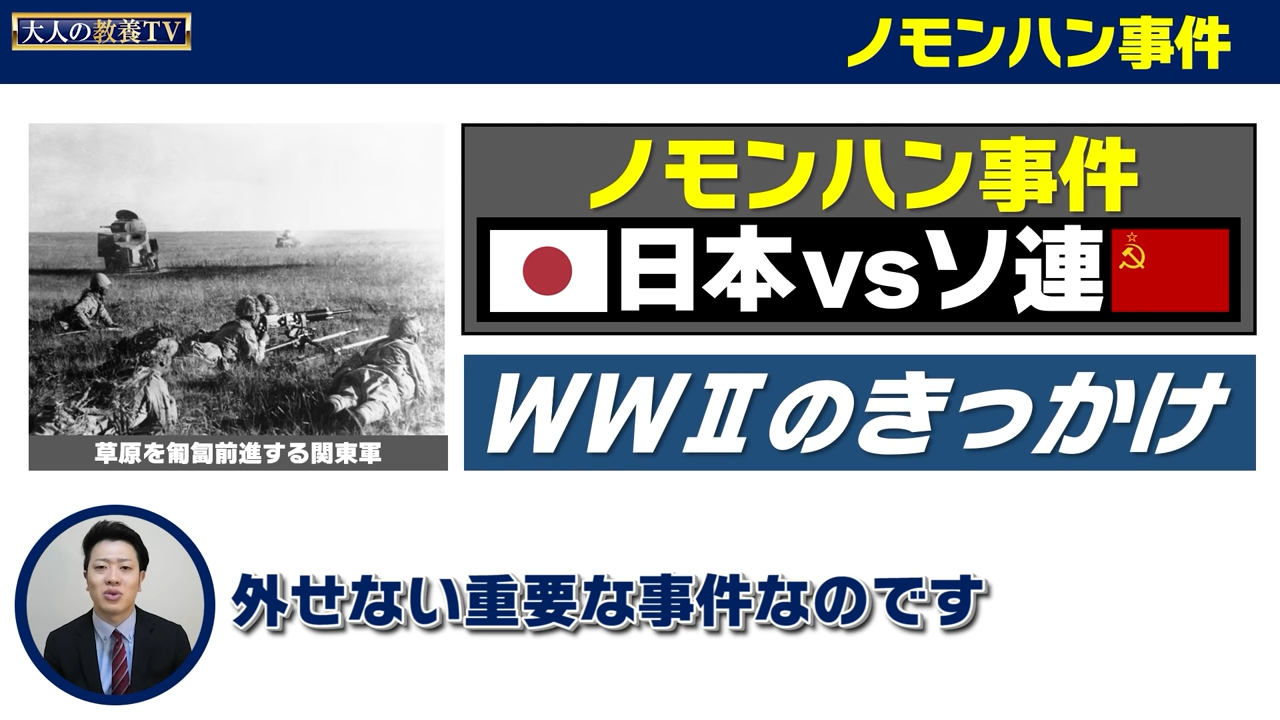 大人の教養TV
ノモンハン事件
ノモンハン事件
日本vsソ連
草原を匍匐前進する関東軍
WWⅡのきっかけ
外せない重要な事件なのです